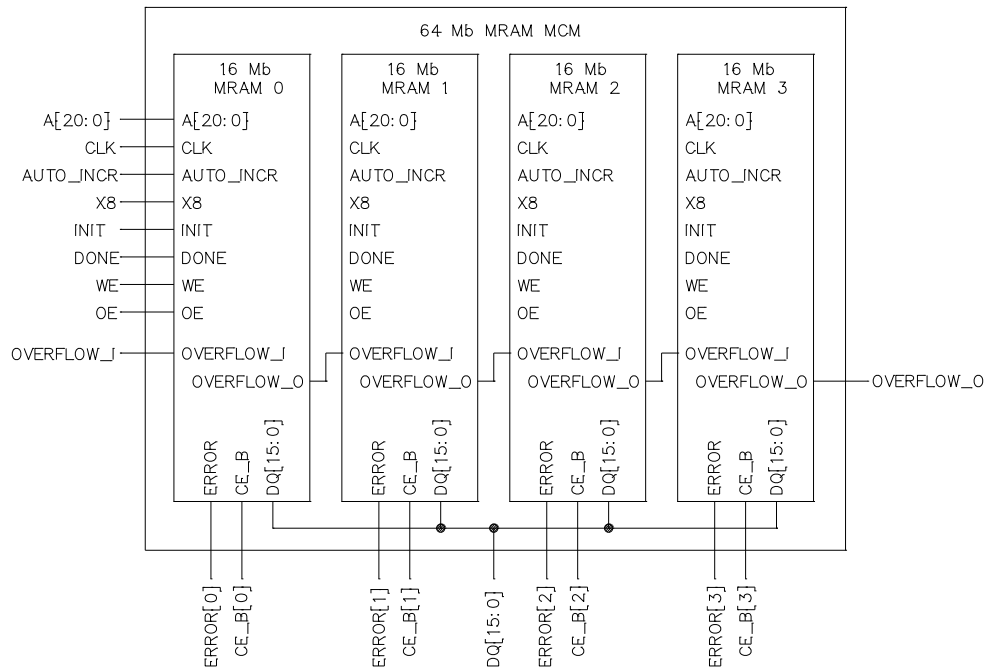 64 Mb MRAM MCM
16 Mb
MRAM 0
16 Mb
MRAM 1
16 Mb
MRAM 2
16 Mb
MRAM 3
A[20:0] A[20:0] A[20:0] A[20:0] A[20:0]
CLK CLK CLK CLK CLK
AUTO_INCR AUTO_INCR AUTO_INCR AUTO_INCR AUTO_INCR
X8 X8 X8 X8 X8
INIT INIT INIT INIT INIT
DONE DONE DONE DONE DONE
WE WE WE WE WE
OE OE OE OE OE
OVERFLOW_I OVERFLOW_I OVERFLOW_I OVERFLOW_I OVERFLOW_I
OVERFLOW_O OVERFLOW_O OVERFLOW_O OVERFLOW_O OVERFLOW_O
ERROR
CE_B
DQ[15:0]
ERROR
CE_B
DQ[15:0]
ERROR
CE_B
DQ[15:0]
ERROR
CE_B
DQ[15:0]
ERROR[0]
CE_B[0]
ERROR[1]
CE_B[1]
DQ[15:0]
ERROR[2]
CE_B[2]
ERROR[3]
CE_B[3]